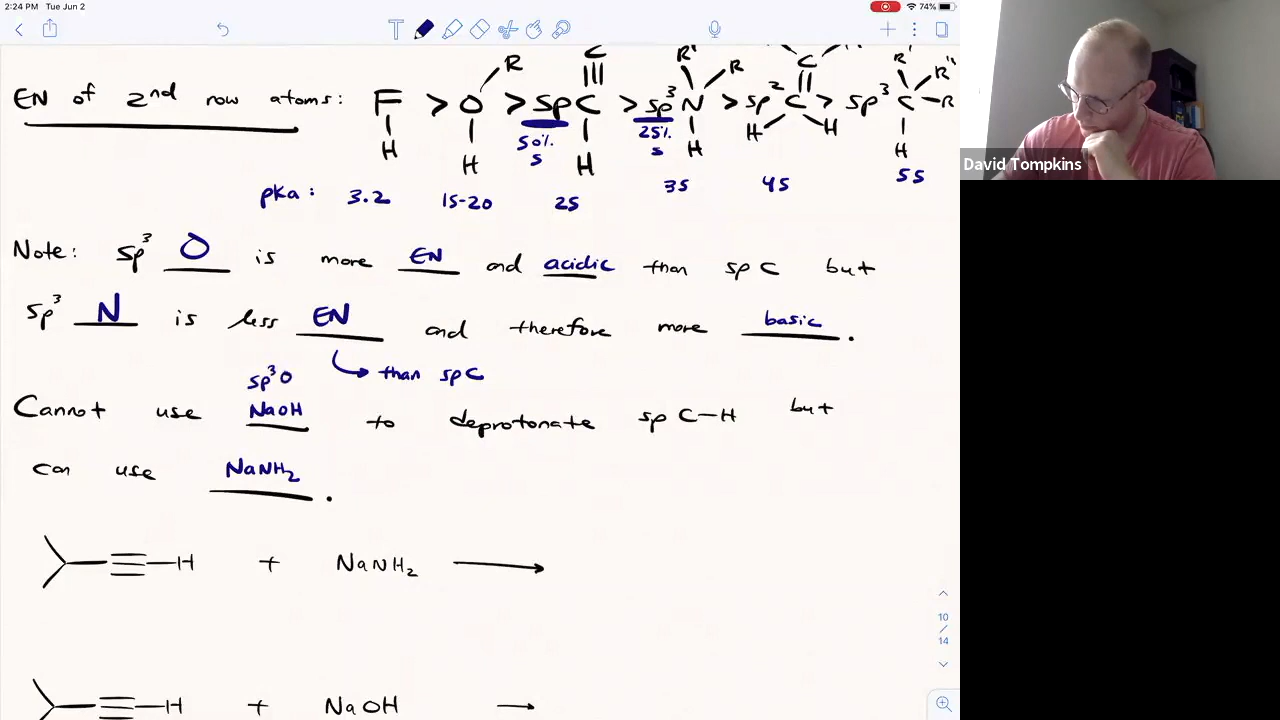 2:24 PM Tue Jun 2
74%
EN of 2nd row atoms: F > O > sp C > sp3 N > sp2 C > sp3 C
R C R' R C R' R'' R
50% s 25% s
H H H H H H H
pka: 3.2 15-20 25 35 45 55
Note: sp3 O is more EN and acidic than sp C but
sp3 N is less EN and therefore more basic.
than sp C
sp3 O
Cannot use NaOH to deprotonate sp C-H but
can use NaNH2.
H + NaNH2
H + NaOH
10
/
14
David Tompkins